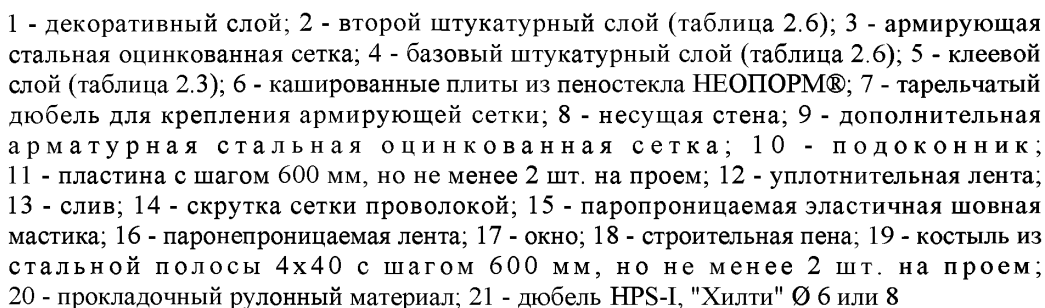 1 - декоративный слой; 2 - второй штукатурный слой (таблица 2.6); 3 - армирующая
стальная оцинкованная сетка; 4 - базовый штукатурный слой (таблица 2.6); 5 - клеевой
слой (таблица 2.3); 6 - кашированные плиты из пеностекла НЕОПОРМ®; 7 - тарельчатый
дюбель для крепления армирующей сетки; 8 - несущая стена; 9 - дополнительная
арматурная стальная оцинкованная сетка; 10 - подоконник;
11 - пластина с шагом 600 мм, но не менее 2 шт. на проем; 12 - уплотнительная лента;
13 - слив; 14 - скрутка сетки проволокой; 15 - паропроницаемая эластичная шовная
мастика; 16 - паронепроницаемая лента; 17 - окно; 18 - строительная пена; 19 - костыль из
стальной полосы 4x40 с шагом 600 мм, но не менее 2 шт. на проем;
20 - прокладочный рулонный материал; 21 - дюбель HPS-I, "Хилти" Ø 6 или 8